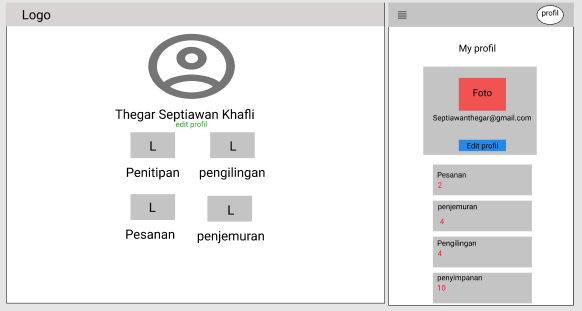 Logo
Thegar Septiawan Khafli
edit profil
L
L
Penitipan
pengilingan
L
L
Pesanan
penjemuran
profil
My profil
Foto
Septiawanthegar@gmail.com
Edit profil
Pesanan
2
penjemuran
4
Pengilingan
4
penyimpanan
10